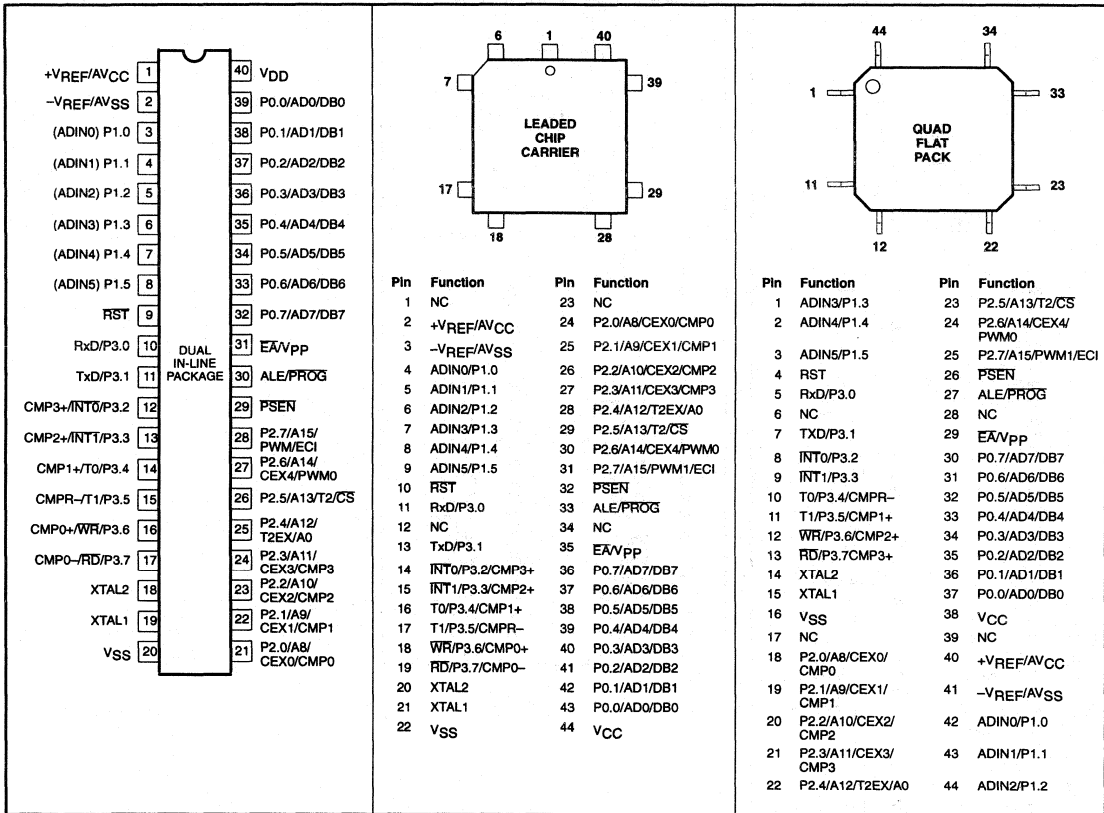 +VREF/AVCC 1
–VREF/AVSS 2
(ADIN0) P1.0 3
(ADIN1) P1.1 4
(ADIN2) P1.2 5
(ADIN3) P1.3 6
(ADIN4) P1.4 7
(ADIN5) P1.5 8
RST 9
RxD/P3.0 10
TxD/P3.1 11
CMP3+/INT0/P3.2 12
CMP2+/INT1/P3.3 13
CMP1+/T0/P3.4 14
CMPR–/T1/P3.5 15
CMP0+/WR/P3.6 16
CMP0–/RD/P3.7 17
XTAL2 18
XTAL1 19
VSS 20
DUAL
IN-LINE
PACKAGE
40 VDD
39 P0.0/AD0/DB0
38 P0.1/AD1/DB1
37 P0.2/AD2/DB2
36 P0.3/AD3/DB3
35 P0.4/AD4/DB4
34 P0.5/AD5/DB5
33 P0.6/AD6/DB6
32 P0.7/AD7/DB7
31 EA/VPP
30 ALE/PROG
29 PSEN
28 P2.7/A15/
PWM/ECI
27 P2.6/A14/
CEX4/PWM0
26 P2.5/A13/T2/CS
25 P2.4/A12/
T2EX/A0
24 P2.3/A11/
CEX3/CMP3
23 P2.2/A10/
CEX2/CMP2
22 P2.1/A9/
CEX1/CMP1
21 P2.0/A8/
CEX0/CMP0
6 1 40
7 39
LEADED
CHIP
CARRIER
17 29
18 28
Pin Function
1 NC
2 +VREF/AVCC
3 –VREF/AVSS
4 ADIN0/P1.0
5 ADIN1/P1.1
6 ADIN2/P1.2
7 ADIN3/P1.3
8 ADIN4/P1.4
9 ADIN5/P1.5
10 RST
11 RxD/P3.0
12 NC
13 TxD/P3.1
14 INT0/P3.2/CMP3+
15 INT1/P3.3/CMP2+
16 T0/P3.4/CMP1+
17 T1/P3.5/CMPR–
18 WR/P3.6/CMP0+
19 RD/P3.7/CMP0–
20 XTAL2
21 XTAL1
22 VSS
Pin Function
23 NC
24 P2.0/A8/CEX0/CMP0
25 P2.1/A9/CEX1/CMP1
26 P2.2/A10/CEX2/CMP2
27 P2.3/A11/CEX3/CMP3
28 P2.4/A12/T2EX/A0
29 P2.5/A13/T2/CS
30 P2.6/A14/CEX4/PWM0
31 P2.7/A15/PWM1/ECI
32 PSEN
33 ALE/PROG
34 NC
35 EA/VPP
36 P0.7/AD7/DB7
37 P0.6/AD6/DB6
38 P0.5/AD5/DB5
39 P0.4/AD4/DB4
40 P0.3/AD3/DB3
41 P0.2/AD2/DB2
42 P0.1/AD1/DB1
43 P0.0/AD0/DB0
44 VCC
44 34
1 33
QUAD
FLAT
PACK
11 23
12 22
Pin Function
1 ADIN3/P1.3
2 ADIN4/P1.4
3 ADIN5/P1.5
4 RST
5 RxD/P3.0
6 NC
7 TXD/P3.1
8 INT0/P3.2
9 INT1/P3.3
10 T0/P3.4/CMPR–
11 T1/P3.5/CMP1+
12 WR/P3.6/CMP2+
13 RD/P3.7CMP3+
14 XTAL2
15 XTAL1
16 VSS
17 NC
18 P2.0/A8/CEX0/
CMP0
19 P2.1/A9/CEX1/
CMP1
20 P2.2/A10/CEX2/
CMP2
21 P2.3/A11/CEX3/
CMP3
22 P2.4/A12/T2EX/A0
Pin Function
23 P2.5/A13/T2/CS
24 P2.6/A14/CEX4/
PWM0
25 P2.7/A15/PWM1/ECI
26 PSEN
27 ALE/PROG
28 NC
29 EA/VPP
30 P0.7/AD7/DB7
31 P0.6/AD6/DB6
32 P0.5/AD5/DB5
33 P0.4/AD4/DB4
34 P0.3/AD3/DB3
35 P0.2/AD2/DB2
36 P0.1/AD1/DB1
37 P0.0/AD0/DB0
38 VCC
39 NC
40 +VREF/AVCC
41 –VREF/AVSS
42 ADIN0/P1.0
43 ADIN1/P1.1
44 ADIN2/P1.2